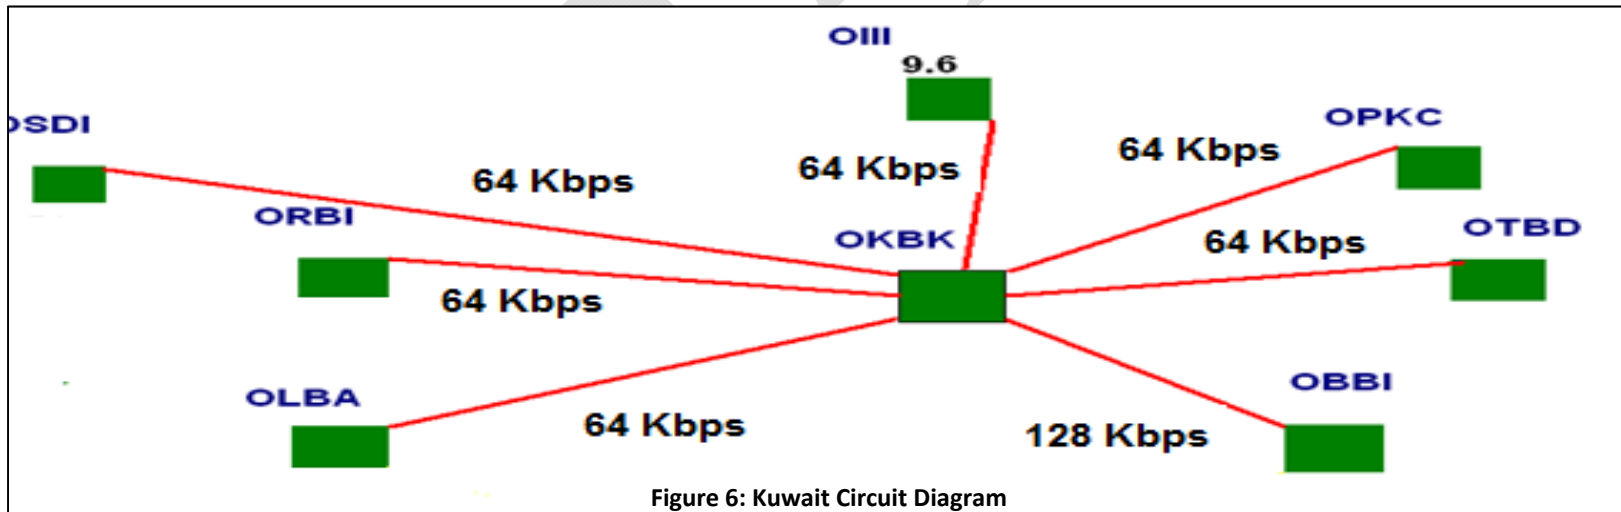 OIII
9.6
OSDI
64 Kbps
64 Kbps
64 Kbps
OPKC
ORBI
OKBK
64 Kbps
OTBD
64 Kbps
OLBA
64 Kbps
128 Kbps
OBBI
Figure 6: Kuwait Circuit Diagram